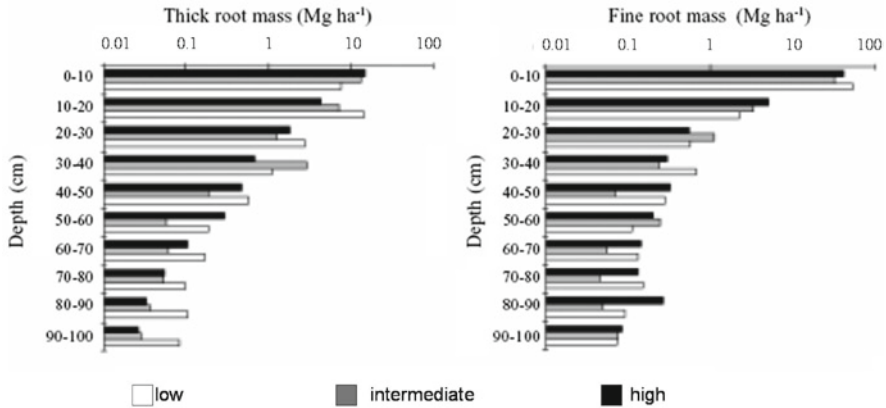 Thick root mass (Mg ha⁻¹)
0.01 0.1 1 10 100
Depth (cm)
0-10
10-20
20-30
30-40
40-50
50-60
60-70
70-80
80-90
90-100
Fine root mass (Mg ha⁻¹)
0.01 0.1 1 10 100
Depth (cm)
0-10
10-20
20-30
30-40
40-50
50-60
60-70
70-80
80-90
90-100
low intermediate high